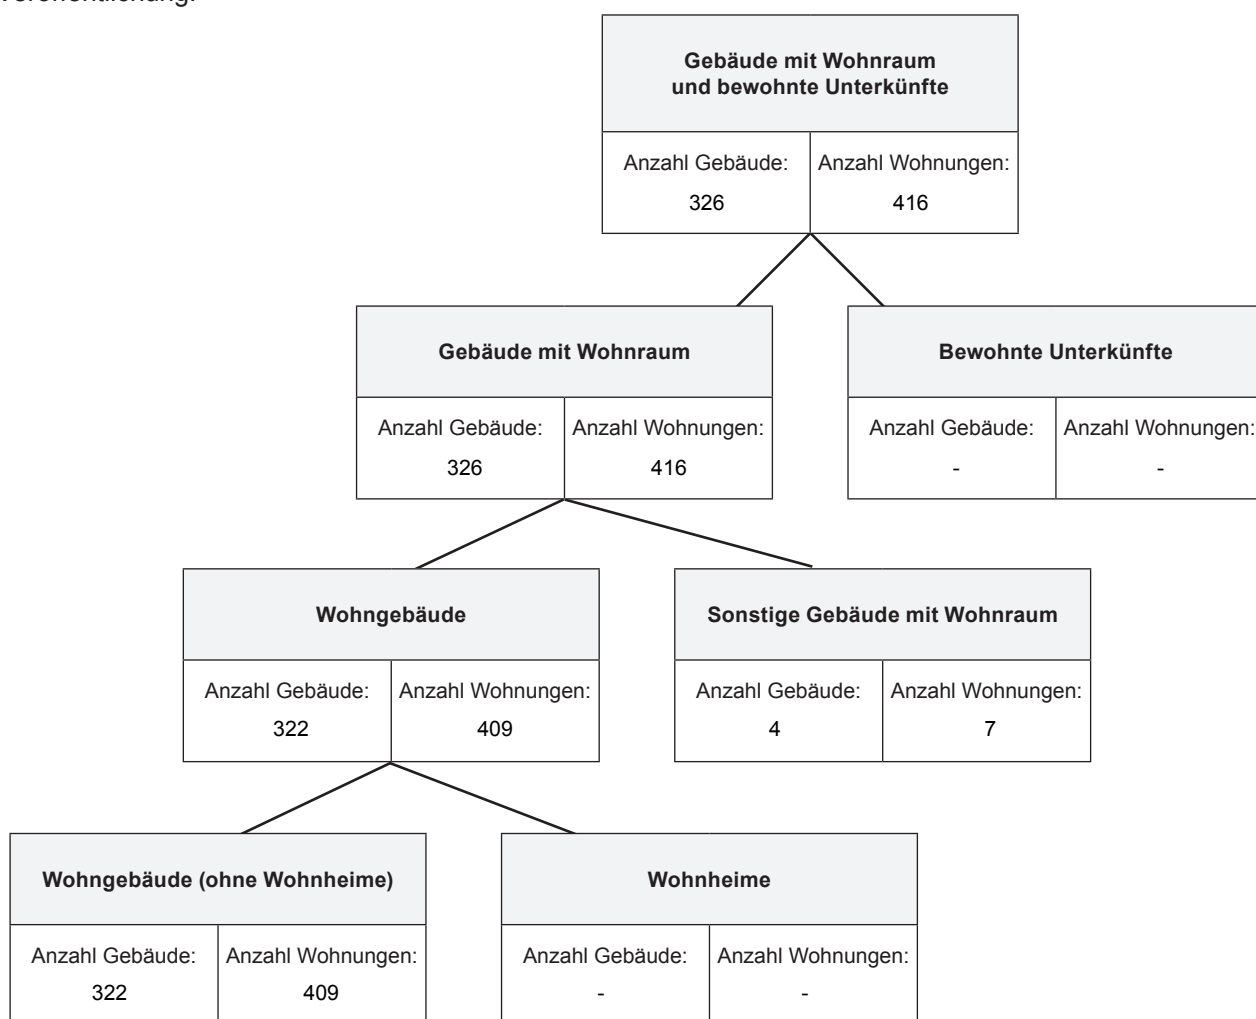 Veröffentlichung.
Gebäude mit Wohnraum
und bewohnte Unterkünfte
Anzahl Gebäude: Anzahl Wohnungen:
326 416
Gebäude mit Wohnraum
Anzahl Gebäude: Anzahl Wohnungen:
326 416
Bewohnte Unterkünfte
Anzahl Gebäude: Anzahl Wohnungen:
- -
Wohngebäude
Anzahl Gebäude: Anzahl Wohnungen:
322 409
Sonstige Gebäude mit Wohnraum
Anzahl Gebäude: Anzahl Wohnungen:
4 7
Wohngebäude (ohne Wohnheime)
Anzahl Gebäude: Anzahl Wohnungen:
322 409
Wohnheime
Anzahl Gebäude: Anzahl Wohnungen:
- -